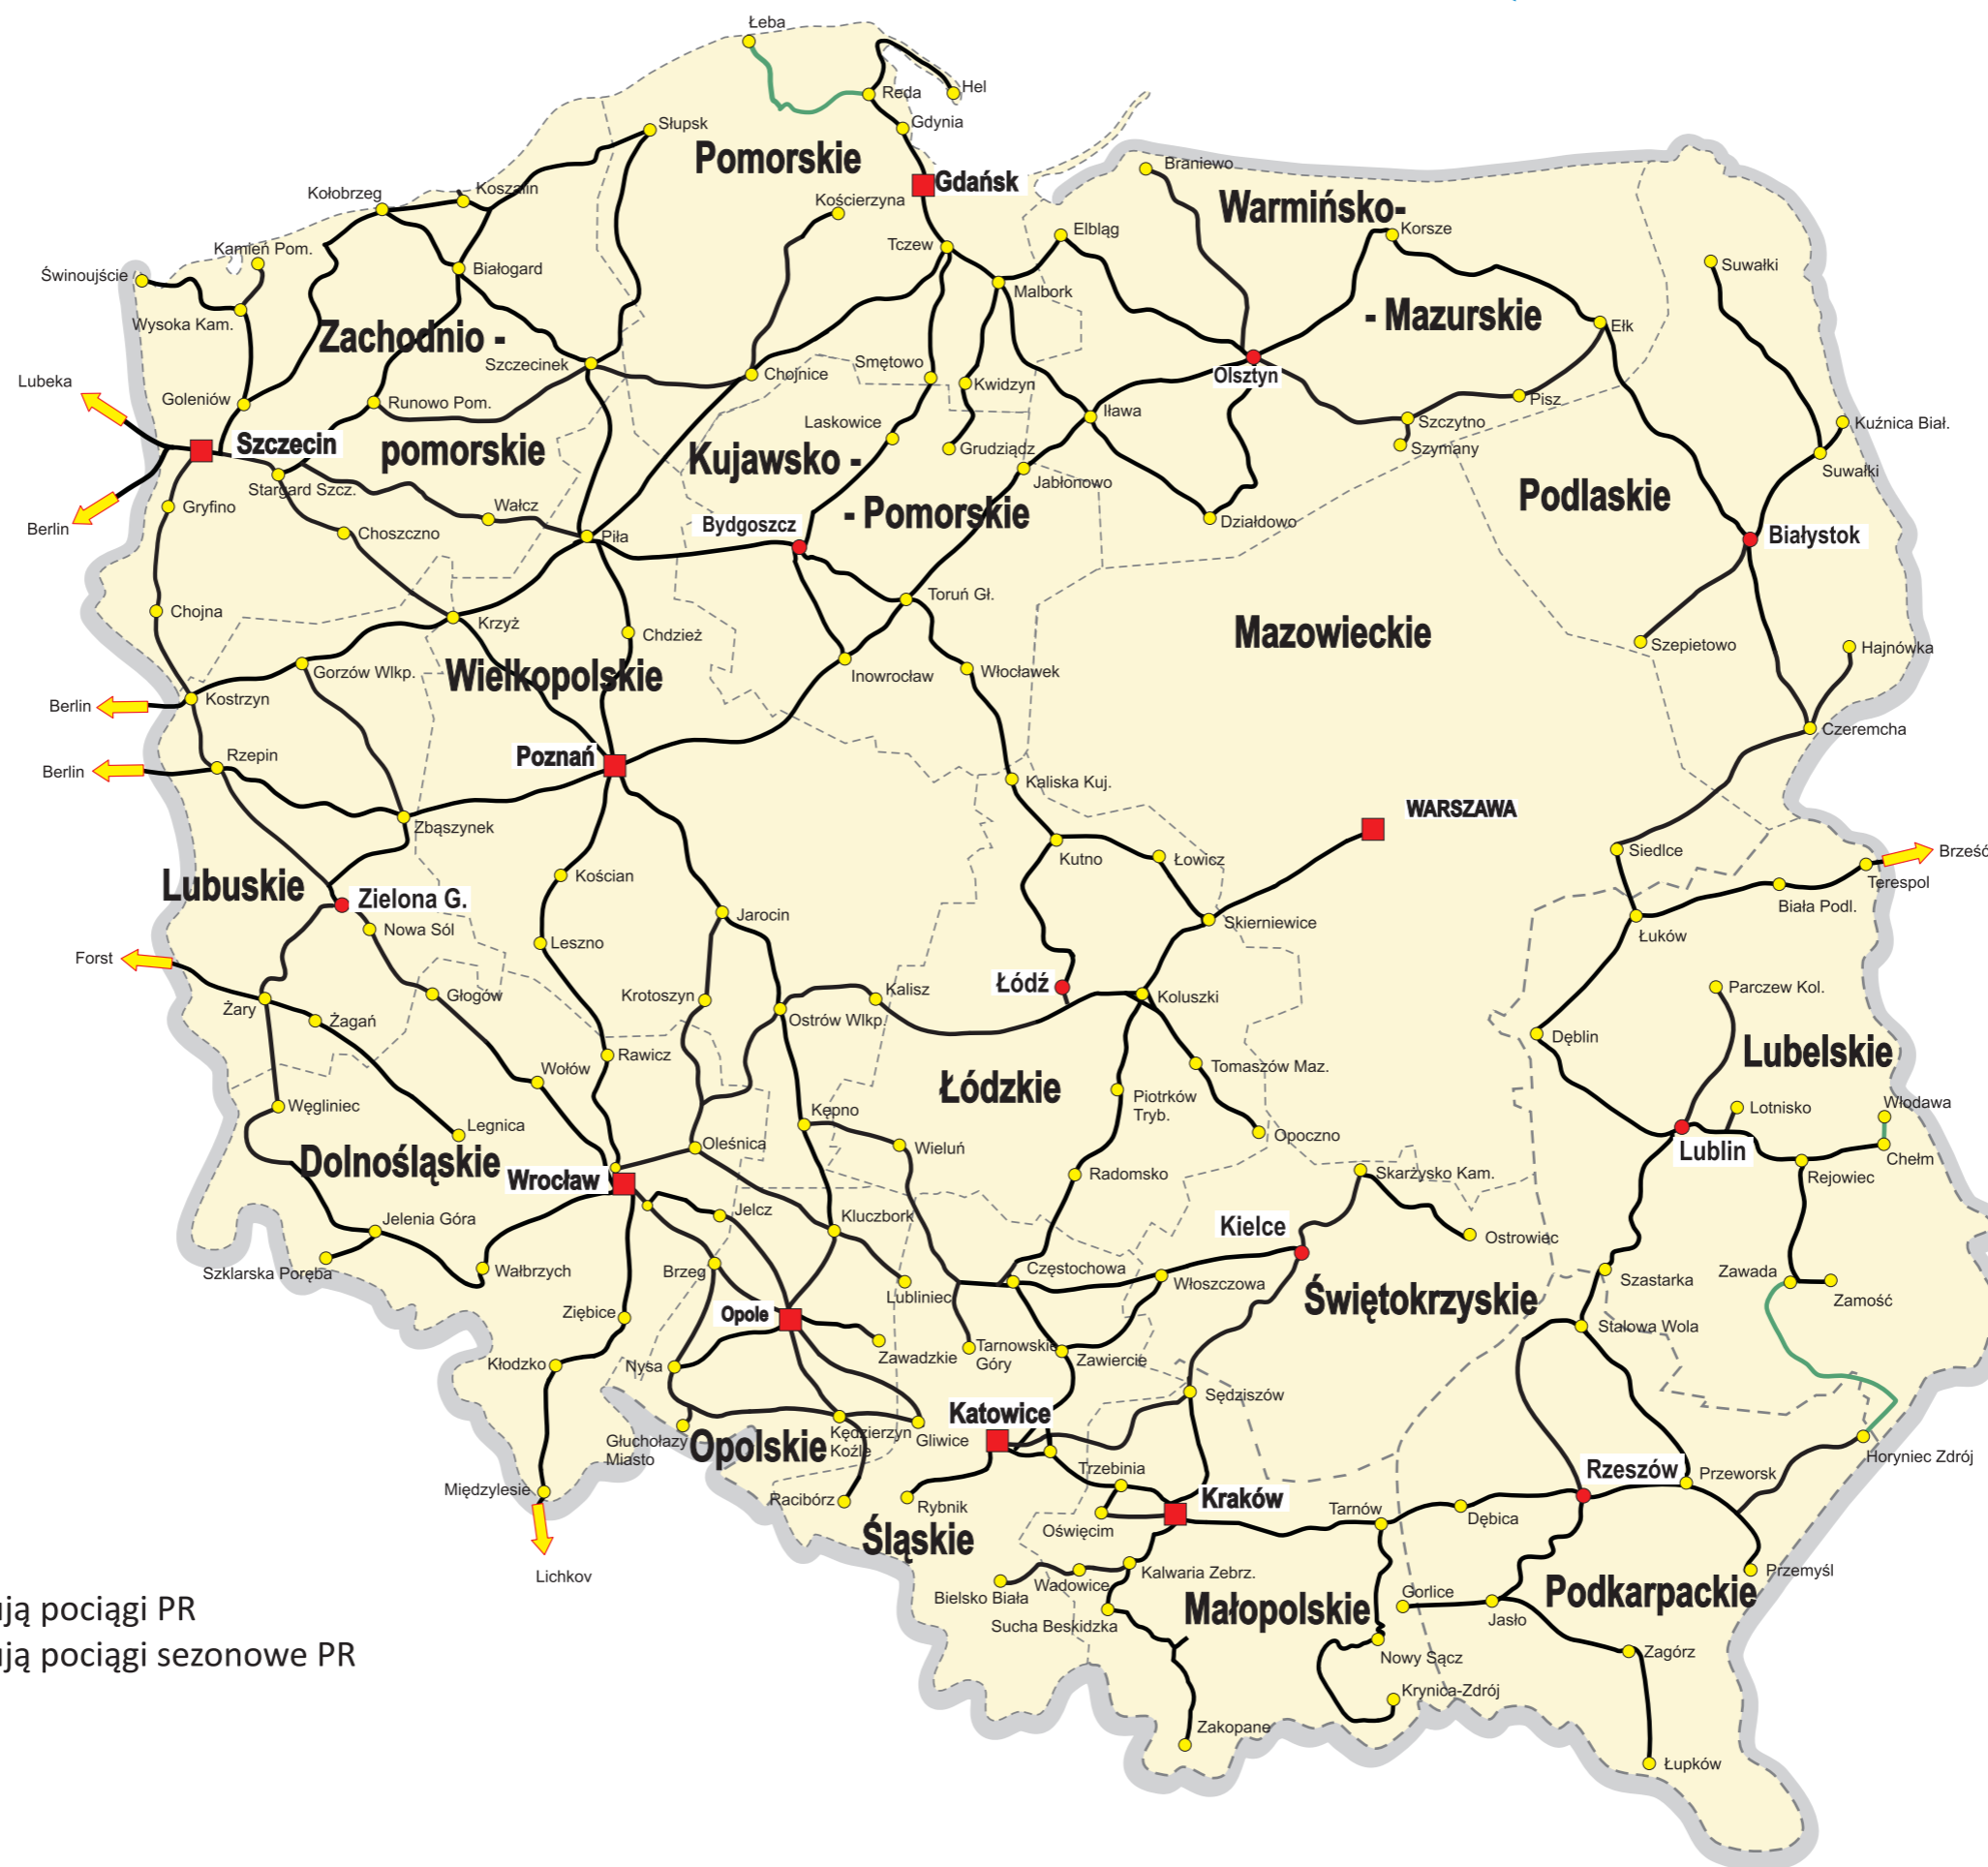 Łeba
Hel
Reda
Gdynia
Słupsk
Pomorskie
Gdańsk
Braniewo
Warmińsko-
Kołobrzeg
Koszalin
Kościerzyna
Korsze
Elbląg
Tczew
Kamień Pom.
Świnoujście
Białogard
Suwałki
Malbork
Wysoka Kam.
Zachodnio -
- Mazurskie
Ełk
Szczecinek
Chojnice
Smętowo
Olsztyn
Kwidzyn
Lubeka
Goleniów
Runowo Pom.
Pisz
Iława
Szczytno
Laskowice
Kuźnica Biał.
Szczecin
pomorskie
Kujawsko -
Grudziądz
Szymany
Suwałki
Jabłonowo
Stargard Szcz.
Podlaskie
Gryfino
Wałcz
- Pomorskie
Działdowo
Berlin
Choszczno
Piła
Bydgoszcz
Białystok
Toruń Gł.
Chojna
Krzyż
Chdzież
Mazowieckie
Szepietowo
Hajnówka
Gorzów Wlkp.
Wielkopolskie
Inowrocław
Włocławek
Kostrzyn
Berlin
Czeremcha
Rzepin
Poznań
Berlin
Kaliska Kuj.
WARSZAWA
Zbąszynek
Kutno
Łowicz
Siedlce
Brześć
Terespol
Lubuskie
Kościan
Zielona G.
Jarocin
Biała Podl.
Skierniewice
Łuków
Nowa Sól
Leszno
Forst
Łódź
Kalisz
Głogów
Krotoszyn
Koluszki
Parczew Kol.
Żary
Żagań
Ostrów Wlkp
Dęblin
Rawicz
Lubelskie
Wołów
Tomaszów Maz.
Łódzkie
Węgliniec
Piotrków
Tryb.
Kępno
Lotnisko
Włodawa
Legnica
Opoczno
Oleśnica
Wieluń
Lublin
Chełm
Dolnośląskie
Wrocław
Radomsko
Skarżysko Kam.
Rejowiec
Jelenia Góra
Jelcz
Kluczbork
Kielce
Ostrowiec
Szklarska Poręba
Wałbrzych
Brzeg
Częstochowa
Włoszczowa
Szastarka
Zawada
Zamość
Lubliniec
Świętokrzyskie
Ziębice
Opole
Stalowa Wola
Zawadzkie
Tarnowskie
Góry
Zawiercie
Kłodzko
Nysa
Sędziszów
Katowice
Głuchołazy
Miasto
Opolskie
Kędzierzyn
Koźle
Gliwice
Horyniec Zdrój
Trzebinia
Rzeszów
Przeworsk
Międzylesie
Racibórz
Rybnik
Kraków
Tarnów
Dębica
Oświęcim
Śląskie
Lichkov
Kalwaria Zebrz.
Przemyśl
Bielsko Biała
Wadowice
Gorlice
Podkarpackie
ują pociągi PR
Małopolskie
Jasło
Sucha Beskidzka
ują pociągi sezonowe PR
Nowy Sącz
Zagórz
Krynica-Zdrój
Zakopane
Łupków